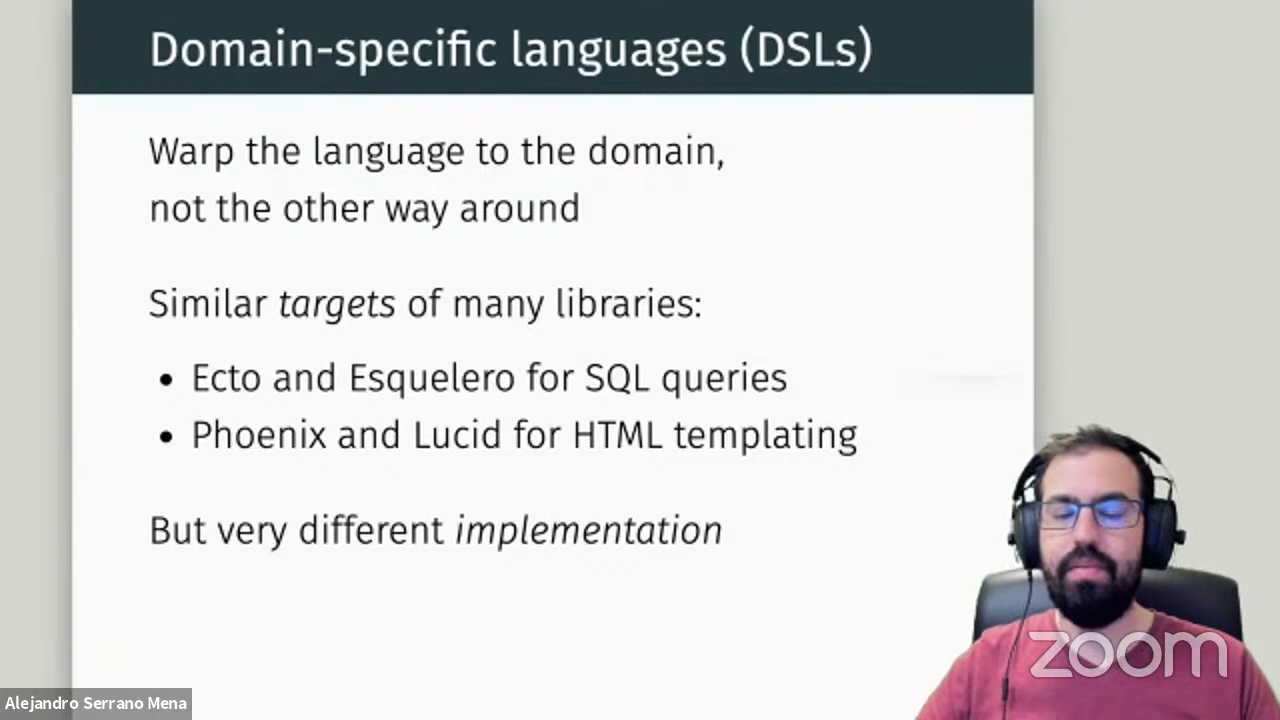 Domain-specific languages (DSLs)
Warp the language to the domain,
not the other way around
Similar targets of many libraries:
• Ecto and Esquelero for SQL queries
• Phoenix and Lucid for HTML templating
But very different implementation
zoom
Alejandro Serrano Mena